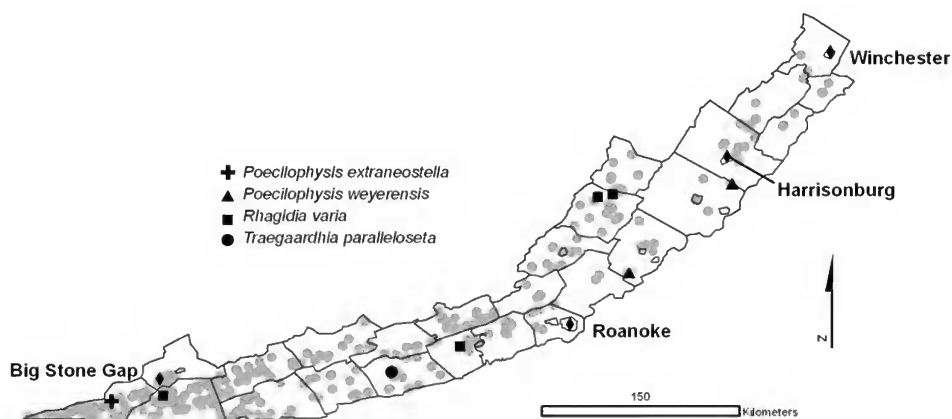 Winchester
Poecilophysis extraneostella
Poecilophysis weyerensis
Rhagidia varia
Traegaardhia paralleloseta
Harrisonburg
Roanoke
N
Big Stone Gap
150
Kilometers